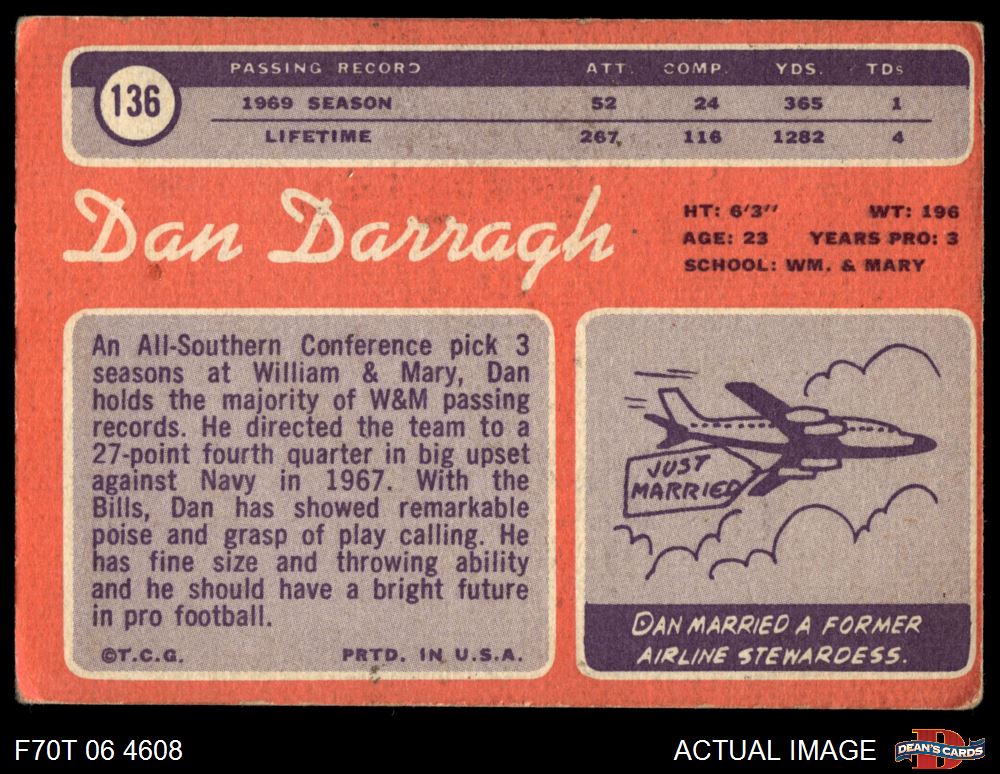 136
PASSING RECORD ATT. COMP. YDS. TDs
1969 SEASON 52 24 365 1
LIFETIME 267 116 1282 4
Dan Darragh
HT: 6'3" WT: 196
AGE: 23 YEARS PRO: 3
SCHOOL: WM. & MARY
An All-Southern Conference pick 3
seasons at William & Mary, Dan
holds the majority of W&M passing
records. He directed the team to a
27-point fourth quarter in big upset
against Navy in 1967. With the
Bills, Dan has showed remarkable
poise and grasp of play calling. He
has fine size and throwing ability
and he should have a bright future
in pro football.
©T.C.G. PRTD. IN U.S.A.
JUST
MARRIED
DAN MARRIED A FORMER
AIRLINE STEWARDESS.
F70T 06 4608
ACTUAL IMAGE
D
DEAN'S CARDS